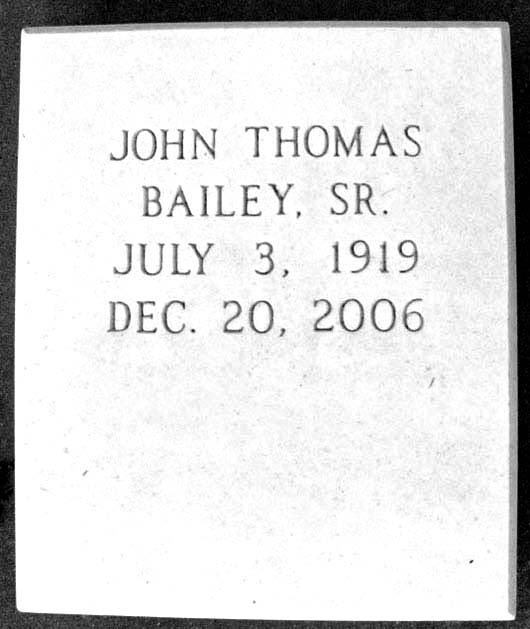 JOHN THOMAS
BAILEY, SR.
JULY 3, 1919
DEC. 20, 2006